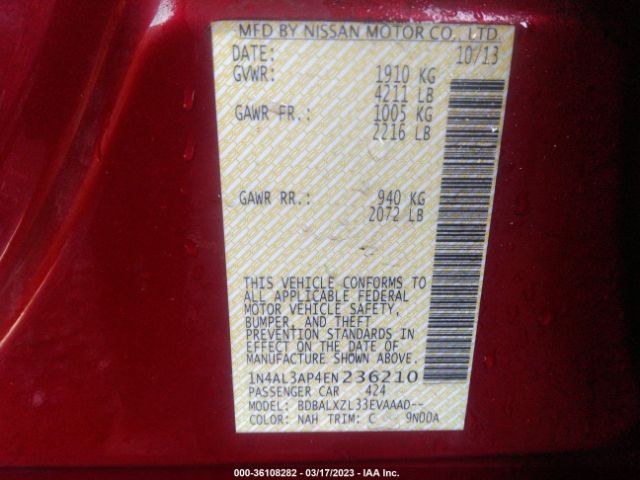 MFD BY NISSAN MOTOR CO., LTD.
DATE: 10/13
GVWR: 1910 KG
4211 LB
GAWR FR.: 1005 KG
2216 LB
GAWR RR.: 940 KG
2072 LB
THIS VEHICLE CONFORMS TO
ALL APPLICABLE FEDERAL
MOTOR VEHICLE SAFETY,
BUMPER, AND THEFT
PREVENTION STANDARDS IN
EFFECT ON THE DATE OF
MANUFACTURE SHOWN ABOVE.
1N4AL3AP4EN236210
PASSENGER CAR 424
MODEL: BDBALXZL33EVAAAD--
COLOR: NAH TRIM: C 9N00A
000-36108282 - 03/17/2023 - IAA Inc.